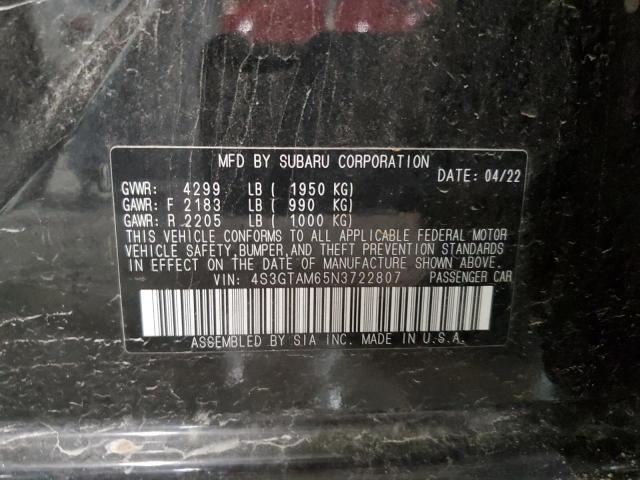 MFD BY SUBARU CORPORATION
DATE: 04/22
GVWR: 4299 LB ( 1950 KG)
GAWR: F 2183 LB ( 990 KG)
GAWR: R 2205 LB ( 1000 KG)
THIS VEHICLE CONFORMS TO ALL APPLICABLE FEDERAL MOTOR
VEHICLE SAFETY,BUMPER,AND THEFT PREVENTION STANDARDS
IN EFFECT ON THE DATE OF MANUFACTURE SHOWN ABOVE.
VIN: 4S3GTAM65N3722807 PASSENGER CAR
ASSEMBLED BY SIA INC. MADE IN U.S.A.